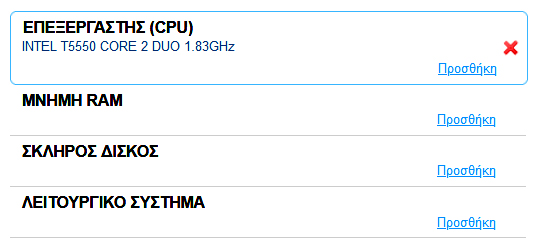 ΕΠΕΞΕΡΓΑΣΤΗΣ (CPU)
INTEL T5550 CORE 2 DUO 1.83GHz
Προσθήκη
ΜΝΗΜΗ RAM
Προσθήκη
ΣΚΛΗΡΟΣ ΔΙΣΚΟΣ
Προσθήκη
ΛΕΙΤΟΥΡΓΙΚΟ ΣΥΣΤΗΜΑ
Προσθήκη